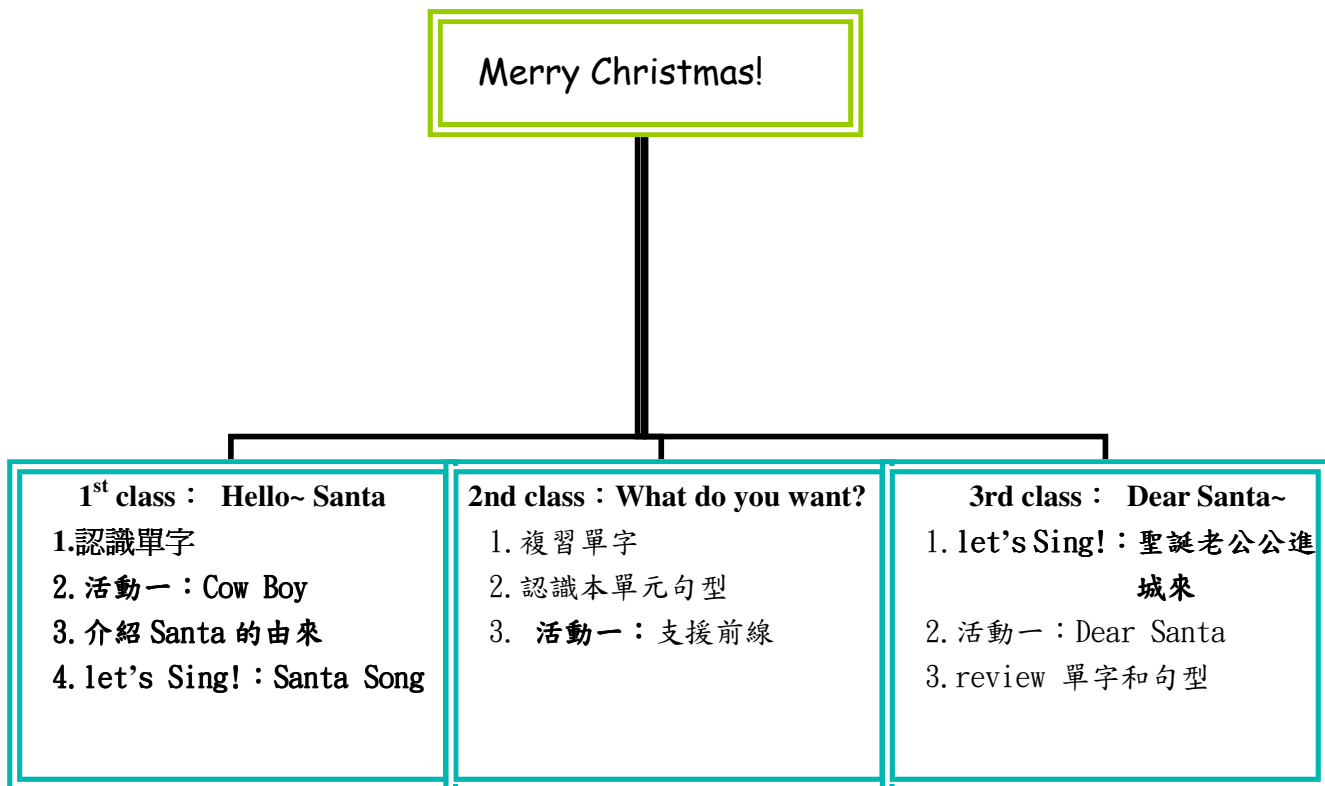 Merry Christmas!
1st class： Hello~ Santa
1.認識單字
2.活動一：Cow Boy
3.介紹 Santa 的由來
4.let’s Sing!：Santa Song
2nd class：What do you want?
1.複習單字
2.認識本單元句型
3. 活動一：支援前線
3rd class： Dear Santa~
1.let’s Sing!：聖誕老公公進
城來
2.活動一：Dear Santa
3.review 單字和句型